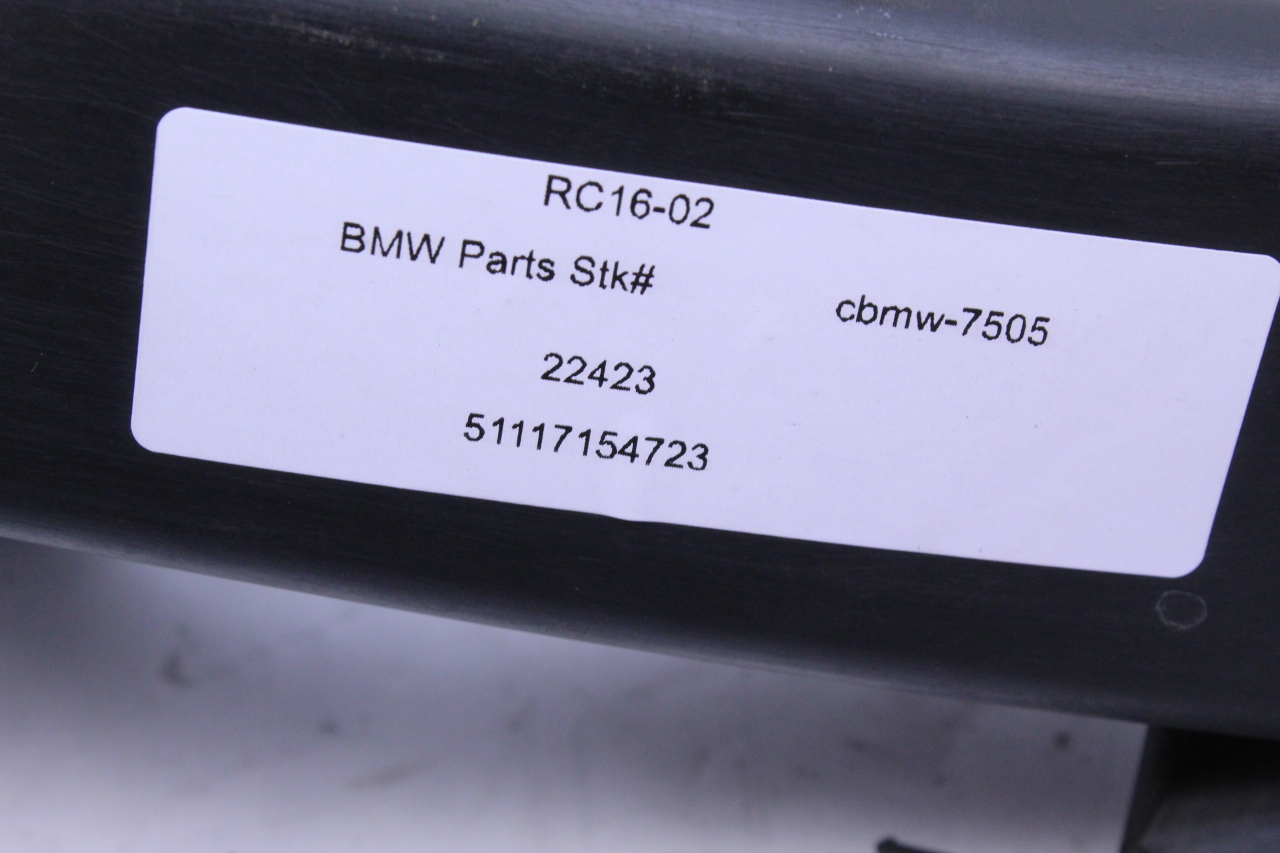 RC16-02
BMW Parts Stk#
cbmw-7505
22423
51117154723